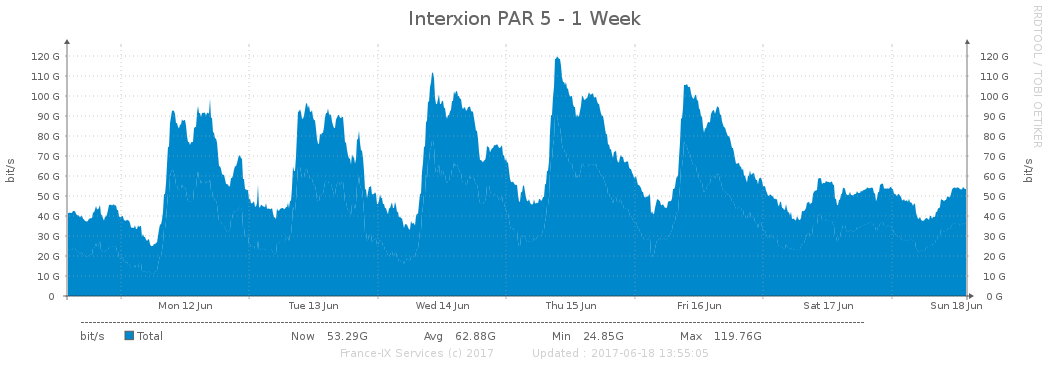 Interxion PAR 5 - 1 Week
RRDTOOL / TOBI OETIKER
bit/s
bit/s
120 G 120 G
110 G 110 G
100 G 100 G
90 G 90 G
80 G 80 G
70 G 70 G
60 G 60 G
50 G 50 G
40 G 40 G
30 G 30 G
20 G 20 G
10 G 10 G
0 0 G
Mon 12 Jun Tue 13 Jun Wed 14 Jun Thu 15 Jun Fri 16 Jun Sat 17 Jun Sun 18 Jun
bit/s Total Now 53.29G Avg 62.88G Min 24.85G Max 119.76G
France-IX Services (c) 2017 Updated : 2017-06-18 13:55:05